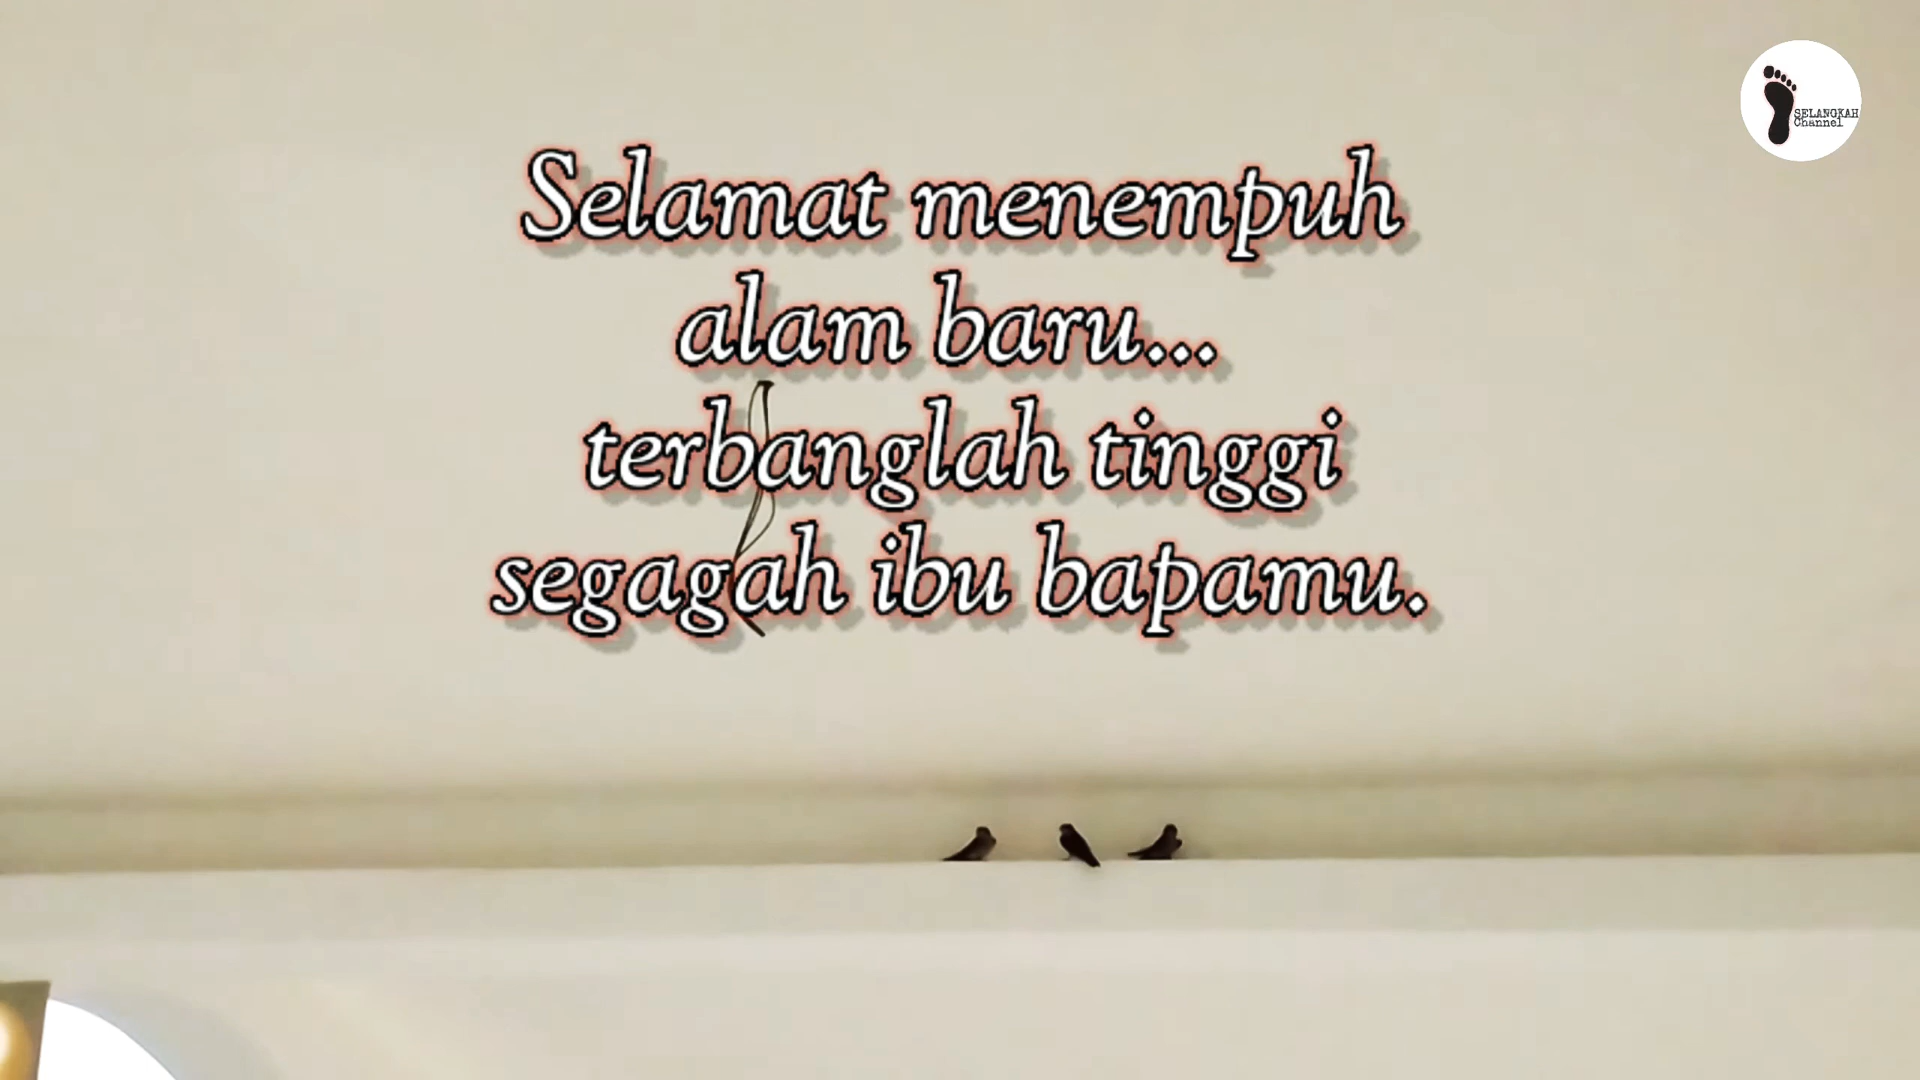 SELANGKAH
Channel
Selamat menempuh
alam baru...
terbanglah tinggi
segagah ibu bapamu.